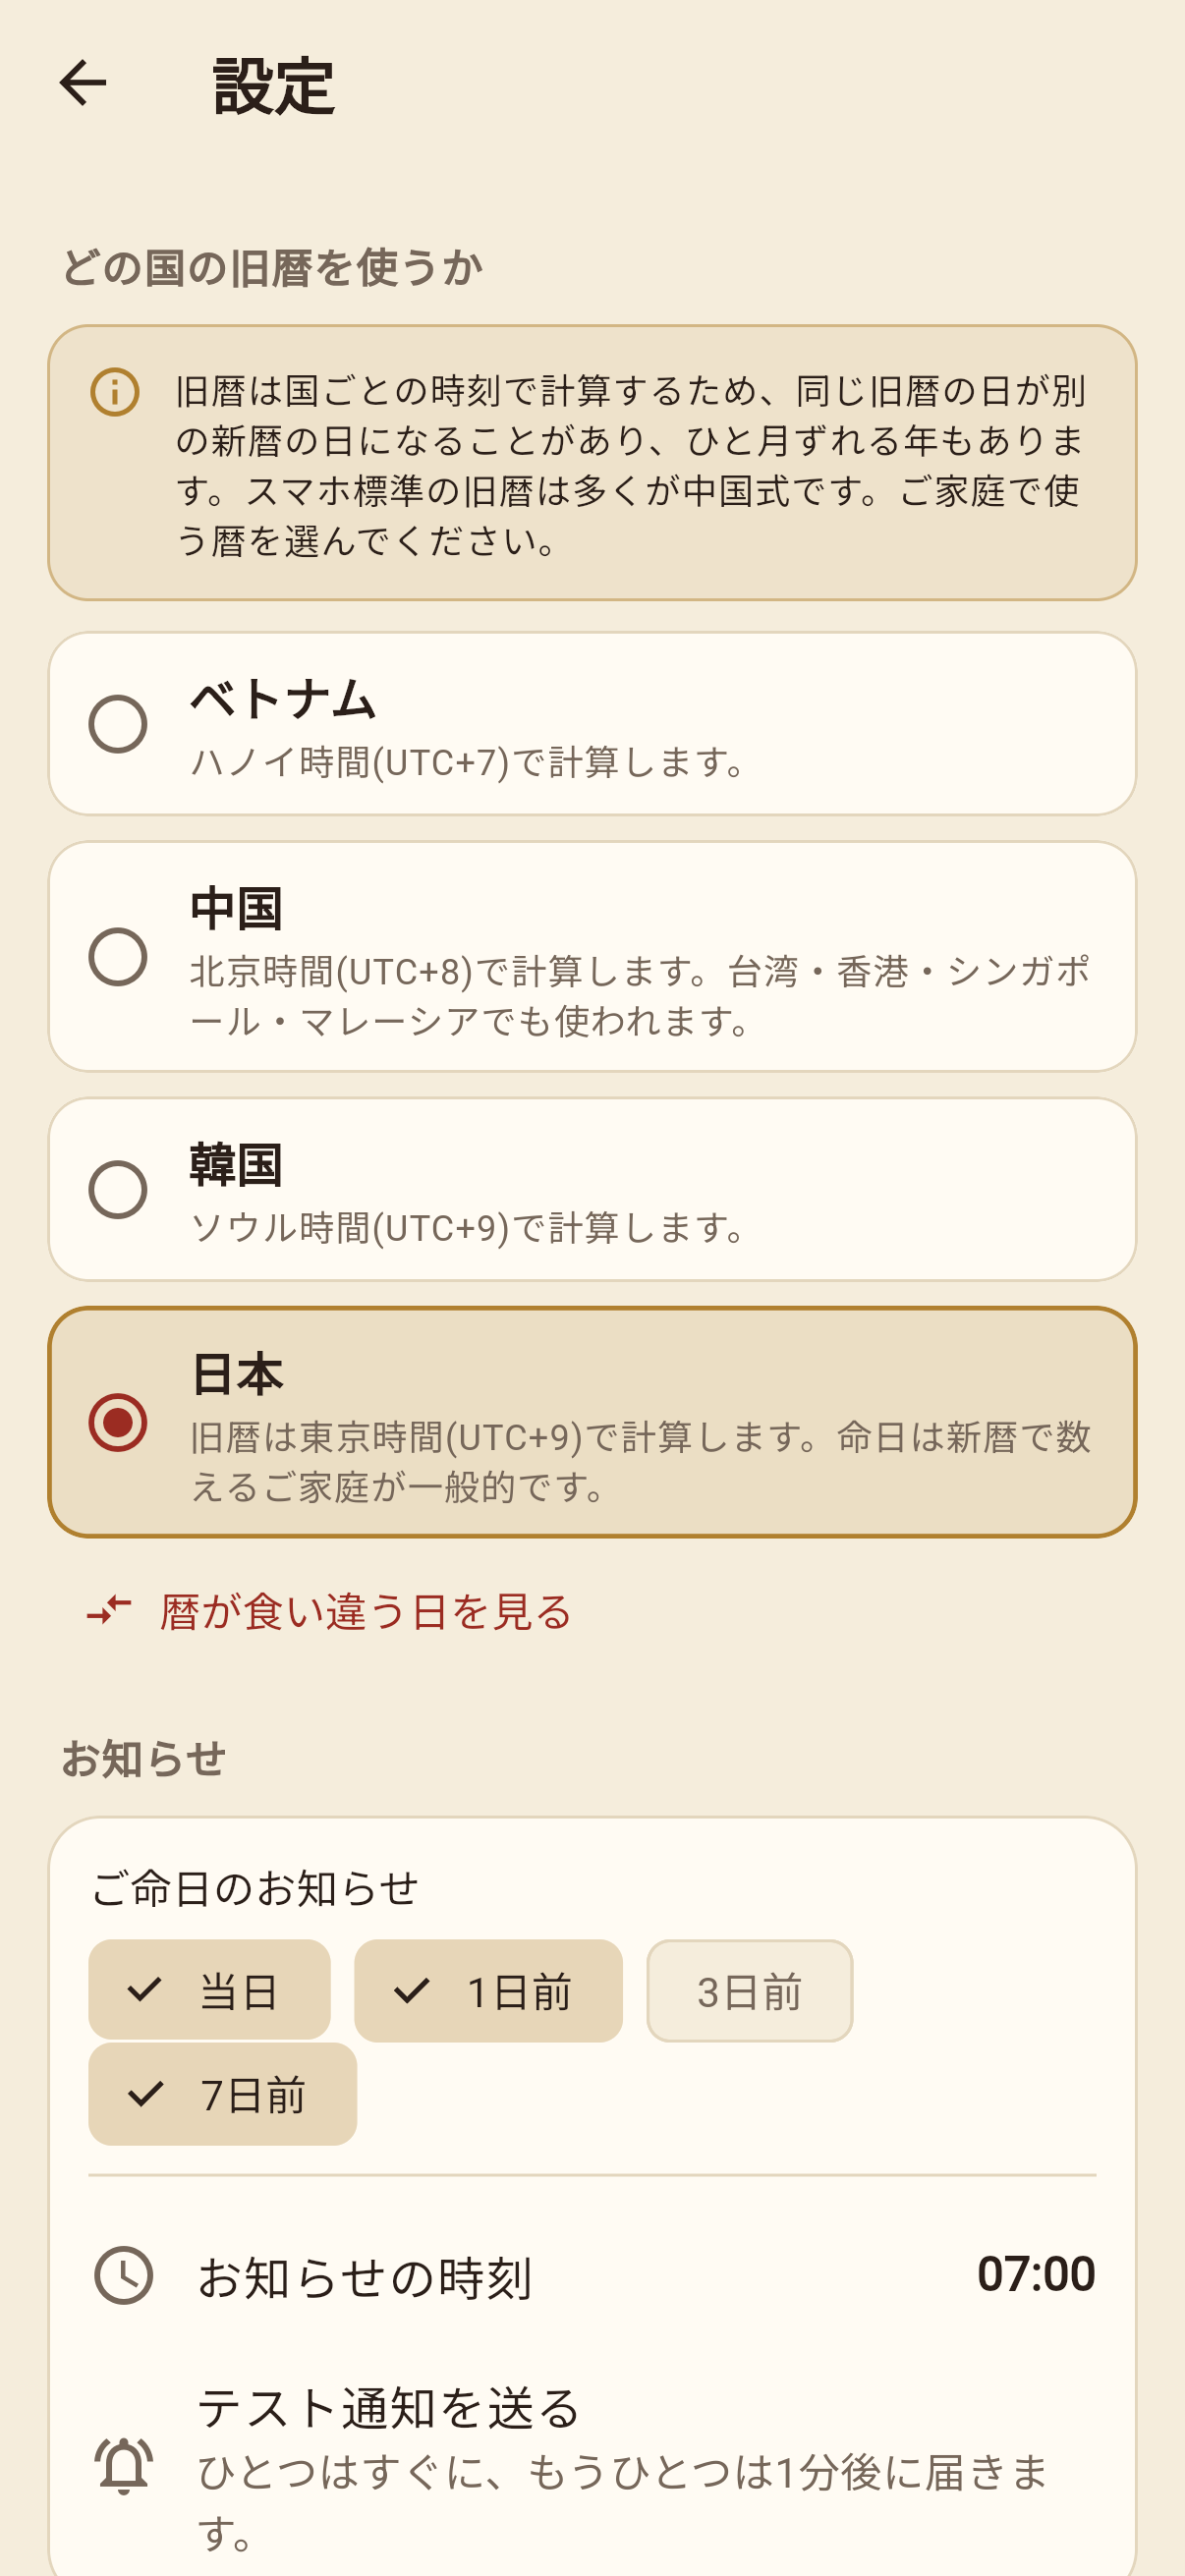 設定
どの国の旧暦を使うか
旧暦は国ごとの時刻で計算するため、同じ旧暦の日が別
の新暦の日になることがあり、ひと月ずれる年もありま
す。スマホ標準の旧暦は多くが中国式です。ご家庭で使
う暦を選んでください。
ベトナム
ハノイ時間(UTC+7)で計算します。
中国
北京時間(UTC+8)で計算します。台湾・香港・シンガポ
ール・マレーシアでも使われます。
韓国
ソウル時間(UTC+9)で計算します。
日本
旧暦は東京時間(UTC+9)で計算します。命日は新暦で数
えるご家庭が一般的です。
暦が食い違う日を見る
お知らせ
ご命日のお知らせ
当日 1日前 3日前
7日前
お知らせの時刻 07:00
テスト通知を送る
ひとつはすぐに、もうひとつは1分後に届きま
す。